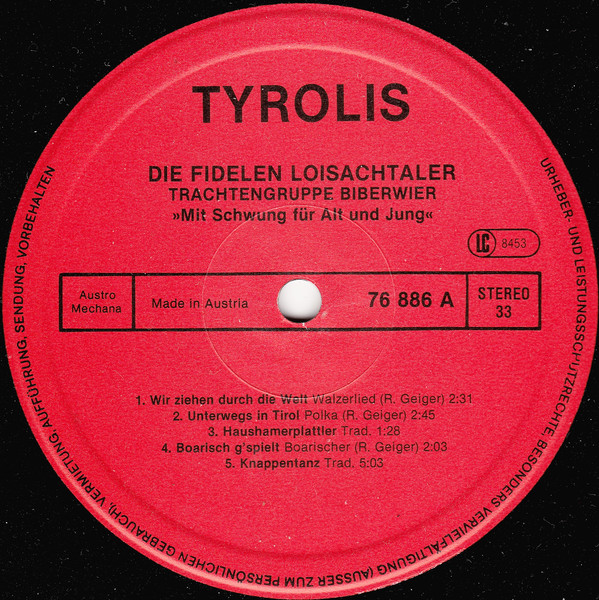 TYROLIS
DIE FIDELEN LOISACHTALER
TRACHTENGRUPPE BIBERWIER
»Mit Schwung für Alt und Jung«
LC 8453
Austro
Mechana
Made in Austria
76 886 A
STEREO
33
1. Wir ziehen durch die Welt Walzerlied (R. Geiger) 2:31
2. Unterwegs in Tirol Polka (R. Geiger) 2:45
3. Haushamerplattler Trad. 1:28
4. Boarisch g'spielt Boarischer (R. Geiger) 2:03
5. Knappentanz Trad. 5:03
URHEBER- UND LEISTUNGSSCHUTZRECHTE, BESONDERS VERVIELFÄLTIGUNG (AUSSER ZUM PERSÖNLICHEN GEBRAUCH), VERMIETUNG, AUFFÜHRUNG, SENDUNG, VORBEHALTEN